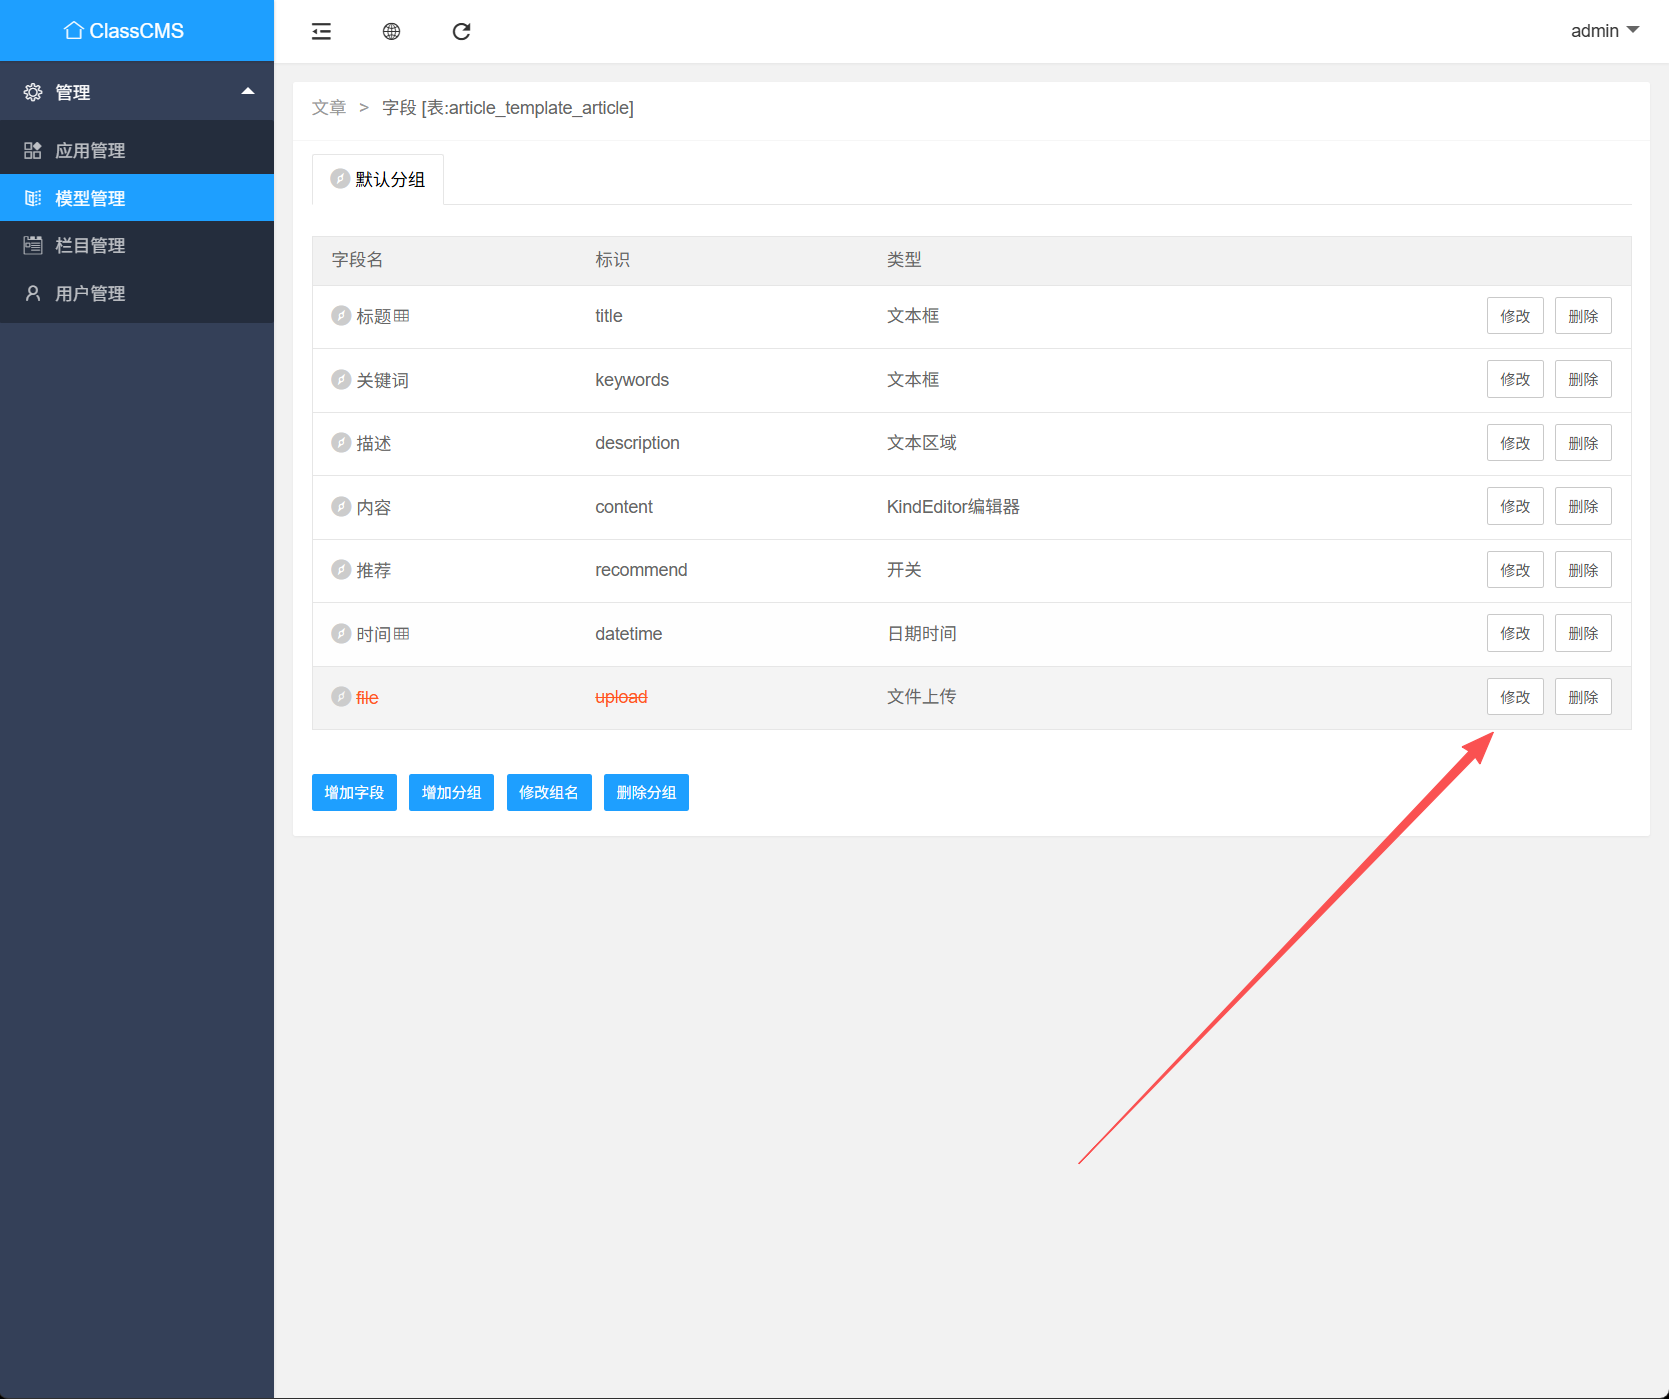 ClassCMS
admin
管理
应用管理
模型管理
栏目管理
用户管理
文章 > 字段 [表:article_template_article]
默认分组
字段名 标识 类型
标题 title 文本框 修改 删除
关键词 keywords 文本框 修改 删除
描述 description 文本区域 修改 删除
内容 content KindEditor编辑器 修改 删除
推荐 recommend 开关 修改 删除
时间 datetime 日期时间 修改 删除
file upload 文件上传 修改 删除
增加字段 增加分组 修改组名 删除分组